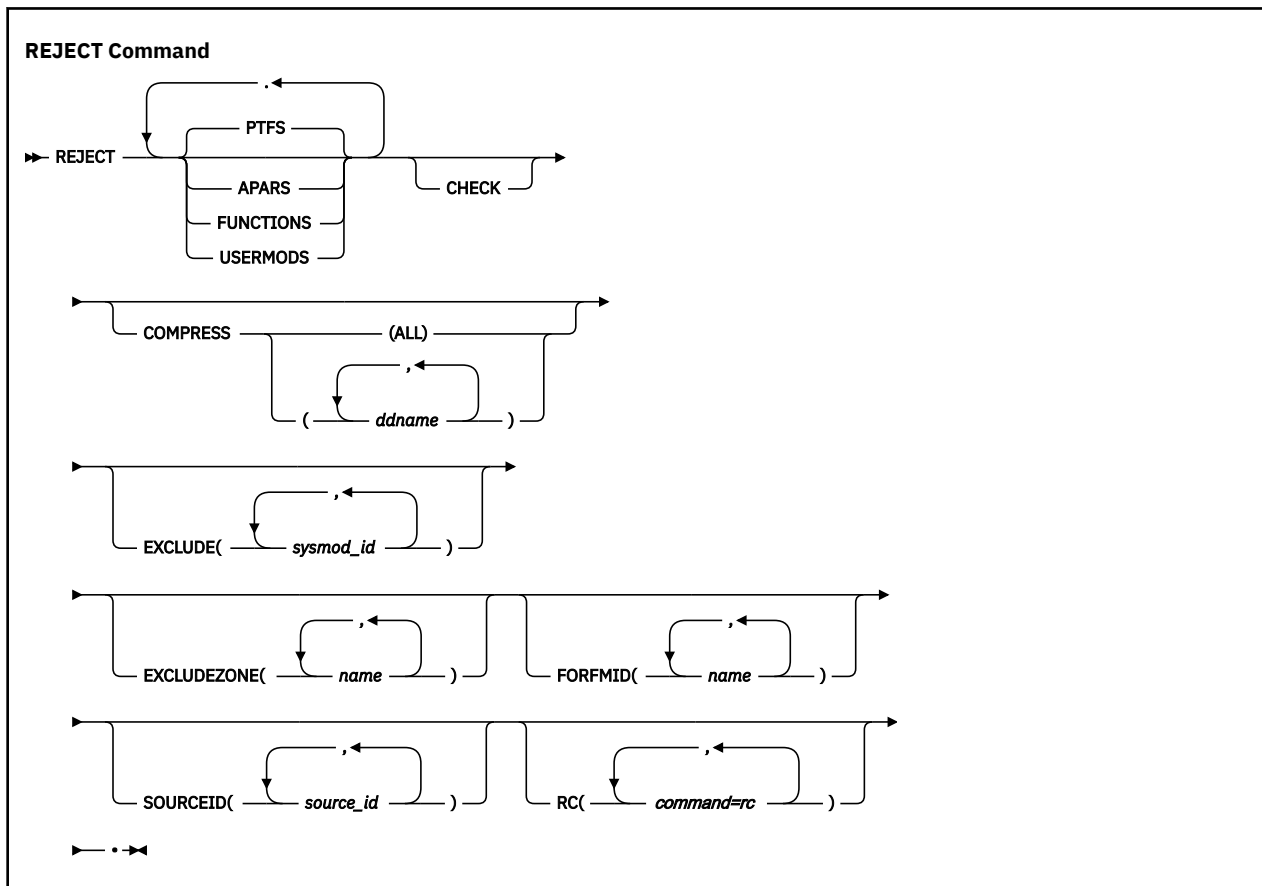 REJECT Command
.
PTFS
REJECT
APARS
CHECK
FUNCTIONS
USERMODS
COMPRESS (ALL)
,
( ddname )
,
EXCLUDE( sysmod_id )
, ,
EXCLUDEZONE( name ) FORFMID( name )
, ,
SOURCEID( source_id ) RC( command=rc )
.